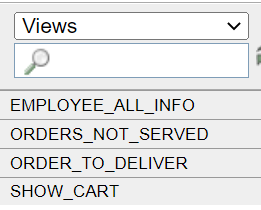 Views
EMPLOYEE_ALL_INFO
ORDERS_NOT_SERVED
ORDER_TO_DELIVER
SHOW_CART